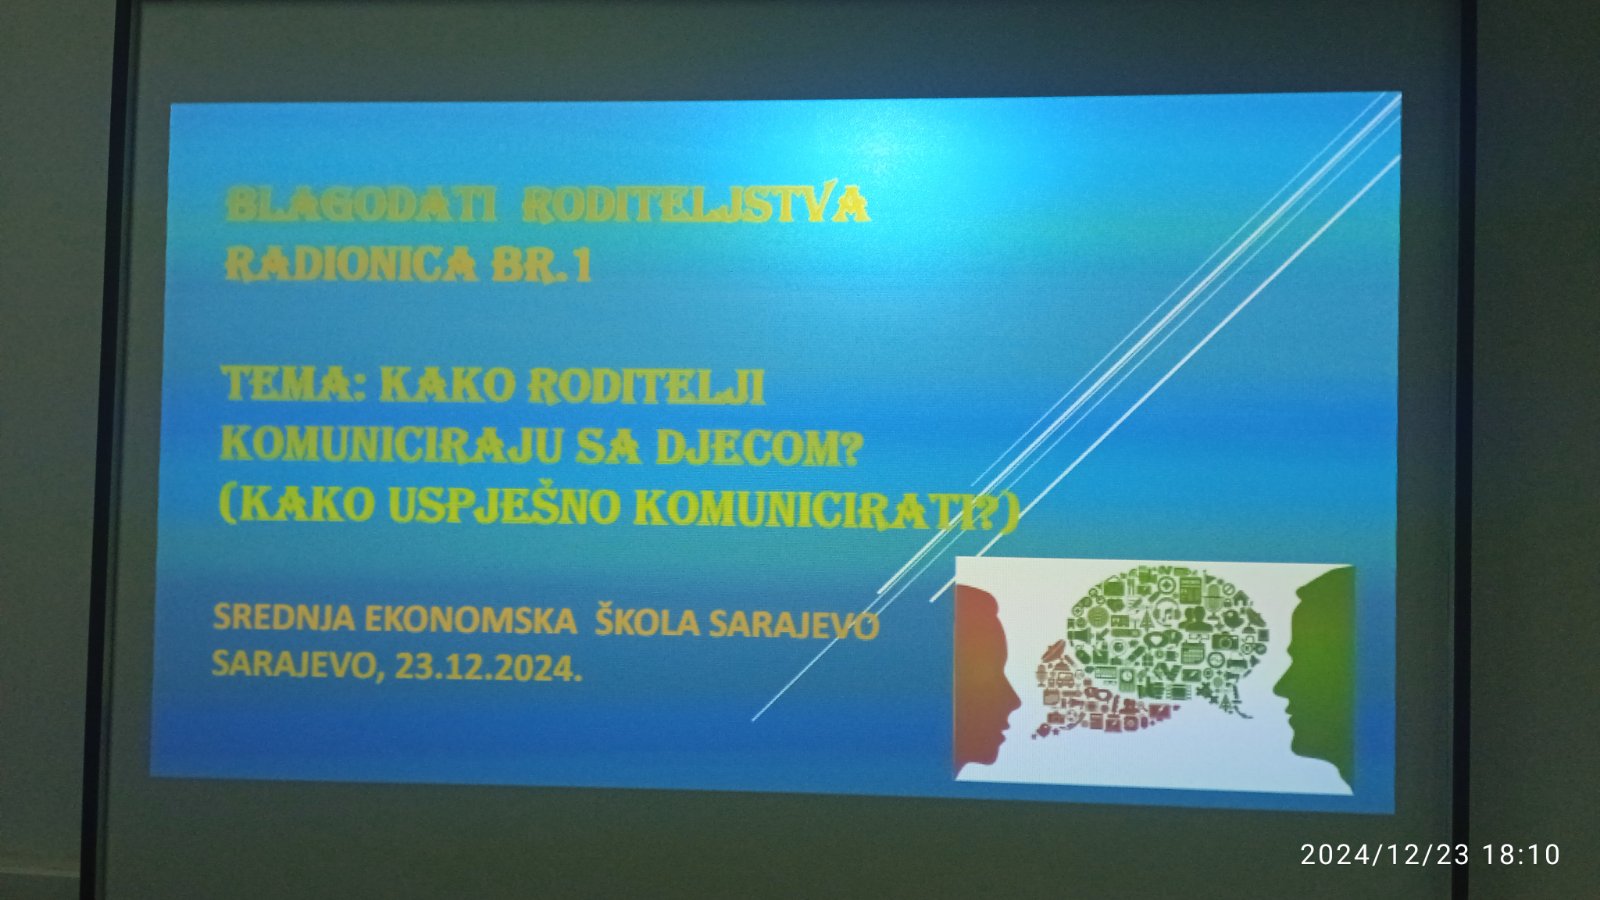 BLAGODATI RODITELJSTVA
RADIONICA BR.1
TEMA: KAKO RODITELJI
KOMUNICIRAJU SA DJECOM?
(KAKO USPJEŠNO KOMUNICIRATI?)
SREDNJA EKONOMSKA ŠKOLA SARAJEVO
SARAJEVO, 23.12.2024.
2024/12/23 18:10